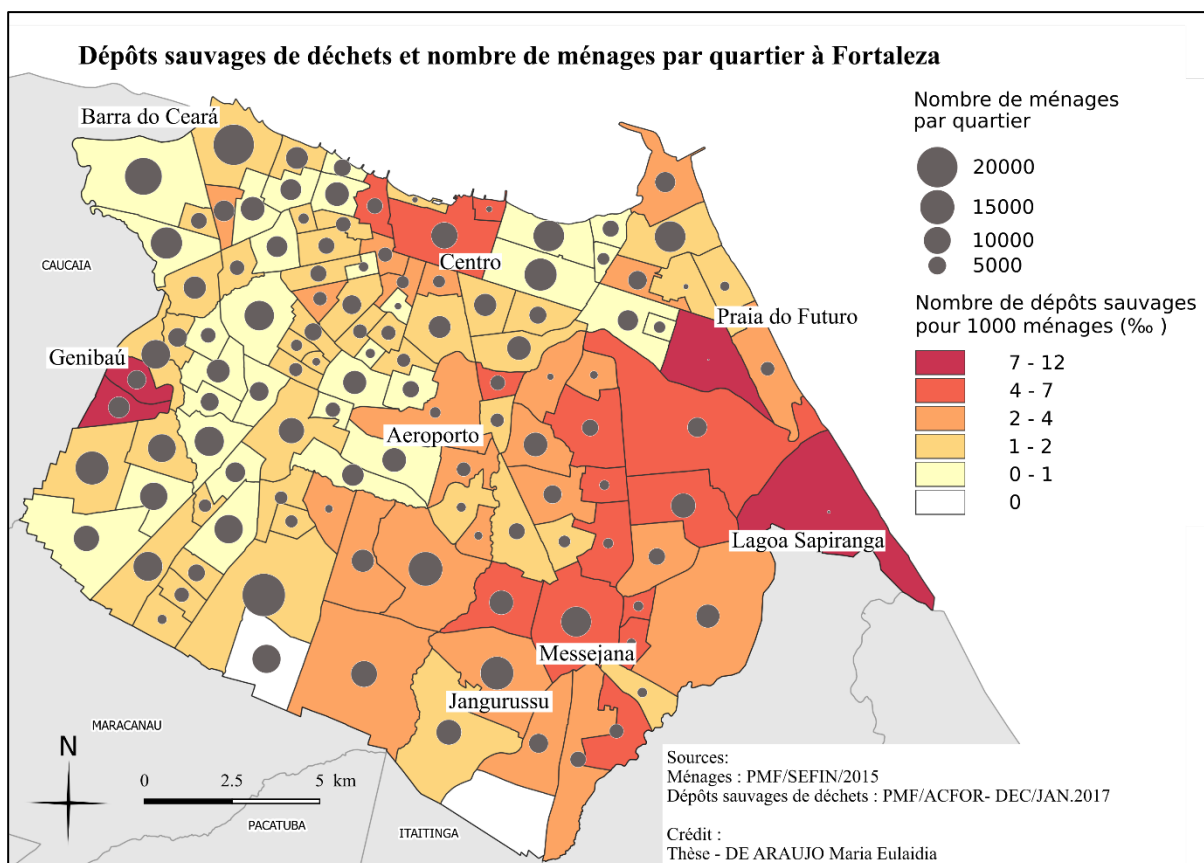 Dépôts sauvages de déchets et nombre de ménages par quartier à Fortaleza
Barra do Ceará
CAUCAIA
Centro
Praia do Futuro
Genibaú
Aeroporto
Lagoa Sapiranga
Messejana
Jangurussu
MARACANAU
PACATUBA
ITAITINGA
Nombre de ménages
par quartier
20000
15000
10000
5000
Nombre de dépôts sauvages
pour 1000 ménages (‰ )
7 - 12
4 - 7
2 - 4
1 - 2
0 - 1
0
N
0 2.5 5 km
Sources:
Ménages : PMF/SEFIN/2015
Dépôts sauvages de déchets : PMF/ACFOR- DEC/JAN.2017
Crédit :
Thèse - DE ARAUJO Maria Eulaidia